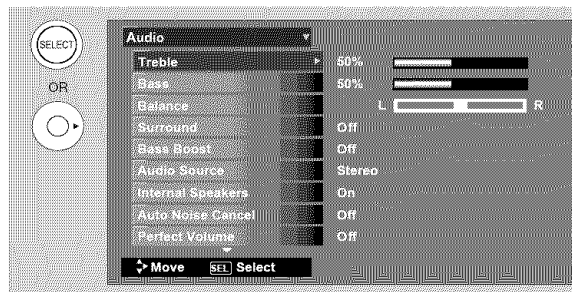 SELECT
OR
Audio
Treble 50%
Bass 50%
Balance L R
Surround Off
Bass Boost Off
Audio Source Stereo
Internal Speakers On
Auto Noise Cancel Off
Perfect Volume Off
Move SEL Select